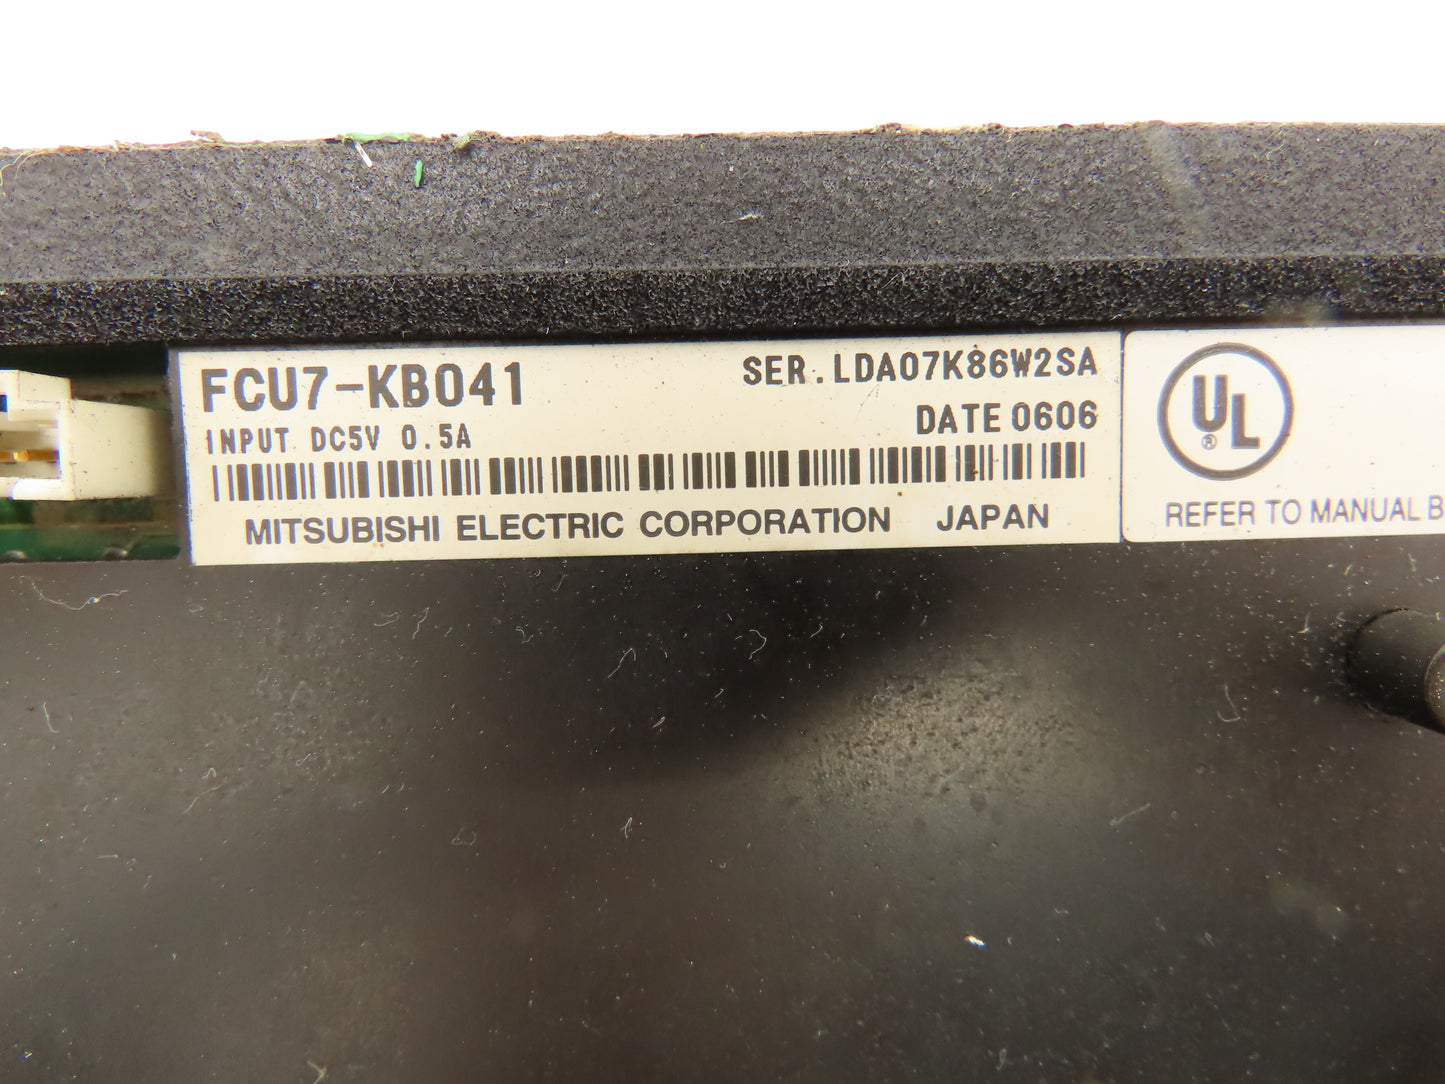 FCU7-KB041
SER.LDA07K86W2SA
INPUT DC5V 0.5A
DATE 0606
MITSUBISHI ELECTRIC CORPORATION JAPAN
UL ®
REFER TO MANUAL B